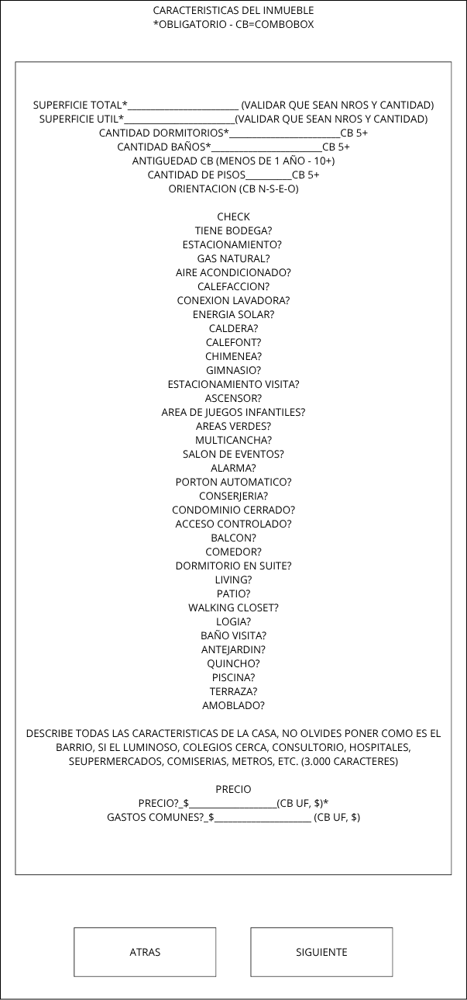 CARACTERISTICAS DEL INMUEBLE
*OBLIGATORIO - CB=COMBOBOX
SUPERFICIE TOTAL*_______________________ (VALIDAR QUE SEAN NROS Y CANTIDAD)
SUPERFICIE UTIL*_______________________(VALIDAR QUE SEAN NROS Y CANTIDAD)
CANTIDAD DORMITORIOS*_______________________CB 5+
CANTIDAD BAÑOS*_______________________CB 5+
ANTIGUEDAD CB (MENOS DE 1 AÑO - 10+)
CANTIDAD DE PISOS__________CB 5+
ORIENTACION (CB N-S-E-O)
CHECK
TIENE BODEGA?
ESTACIONAMIENTO?
GAS NATURAL?
AIRE ACONDICIONADO?
CALEFACCION?
CONEXION LAVADORA?
ENERGIA SOLAR?
CALDERA?
CALEFONT?
CHIMENEA?
GIMNASIO?
ESTACIONAMIENTO VISITA?
ASCENSOR?
AREA DE JUEGOS INFANTILES?
AREAS VERDES?
MULTICANCHA?
SALON DE EVENTOS?
ALARMA?
PORTON AUTOMATICO?
CONSERJERIA?
CONDOMINIO CERRADO?
ACCESO CONTROLADO?
BALCON?
COMEDOR?
DORMITORIO EN SUITE?
LIVING?
PATIO?
WALKING CLOSET?
LOGIA?
BAÑO VISITA?
ANTEJARDIN?
QUINCHO?
PISCINA?
TERRAZA?
AMOBLADO?
DESCRIBE TODAS LAS CARACTERISTICAS DE LA CASA, NO OLVIDES PONER COMO ES EL
BARRIO, SI EL LUMINOSO, COLEGIOS CERCA, CONSULTORIO, HOSPITALES,
SEUPERMERCADOS, COMISERIAS, METROS, ETC. (3.000 CARACTERES)
PRECIO
PRECIO?_$__________________(CB UF, $)*
GASTOS COMUNES?_$____________________ (CB UF, $)
ATRAS
SIGUIENTE